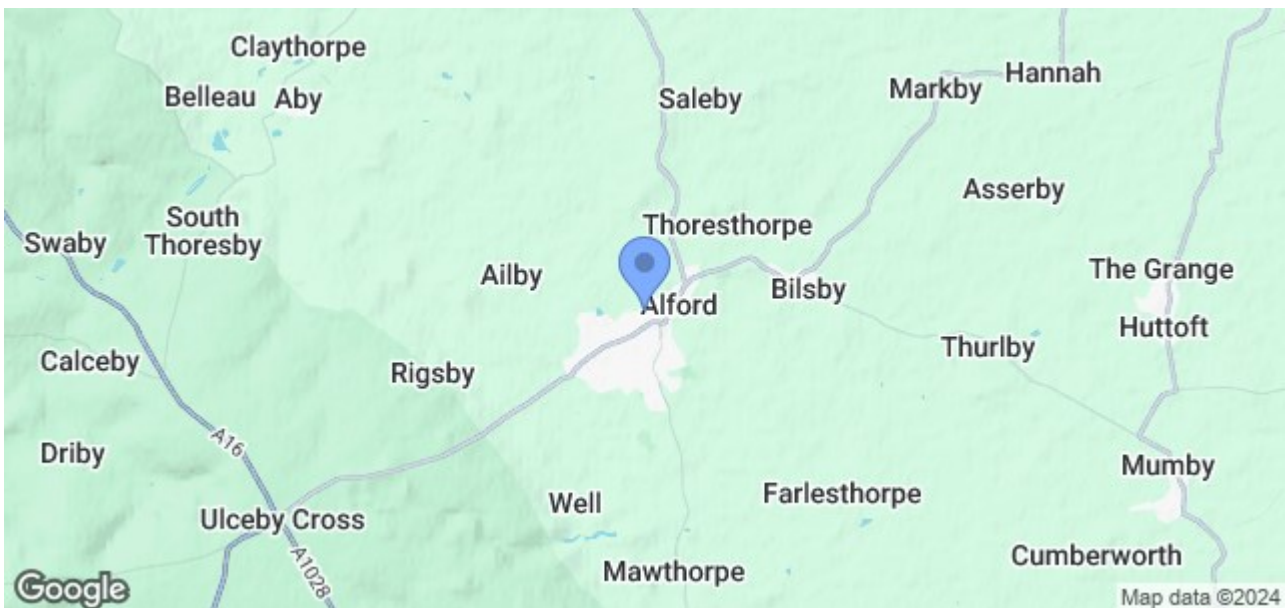 Claythorpe
Hannah
Markby
Belleau
Aby
Saleby
Asserby
South
Thoresby
Thoresthorpe
Swaby
Ailby
The Grange
Bilsby
Alford
Huttoft
Thurlby
Calceby
Rigsby
A16
Driby
Mumby
Well
Farlesthorpe
Ulceby Cross
Cumberworth
A1028
Mawthorpe
Google
Map data ©2024